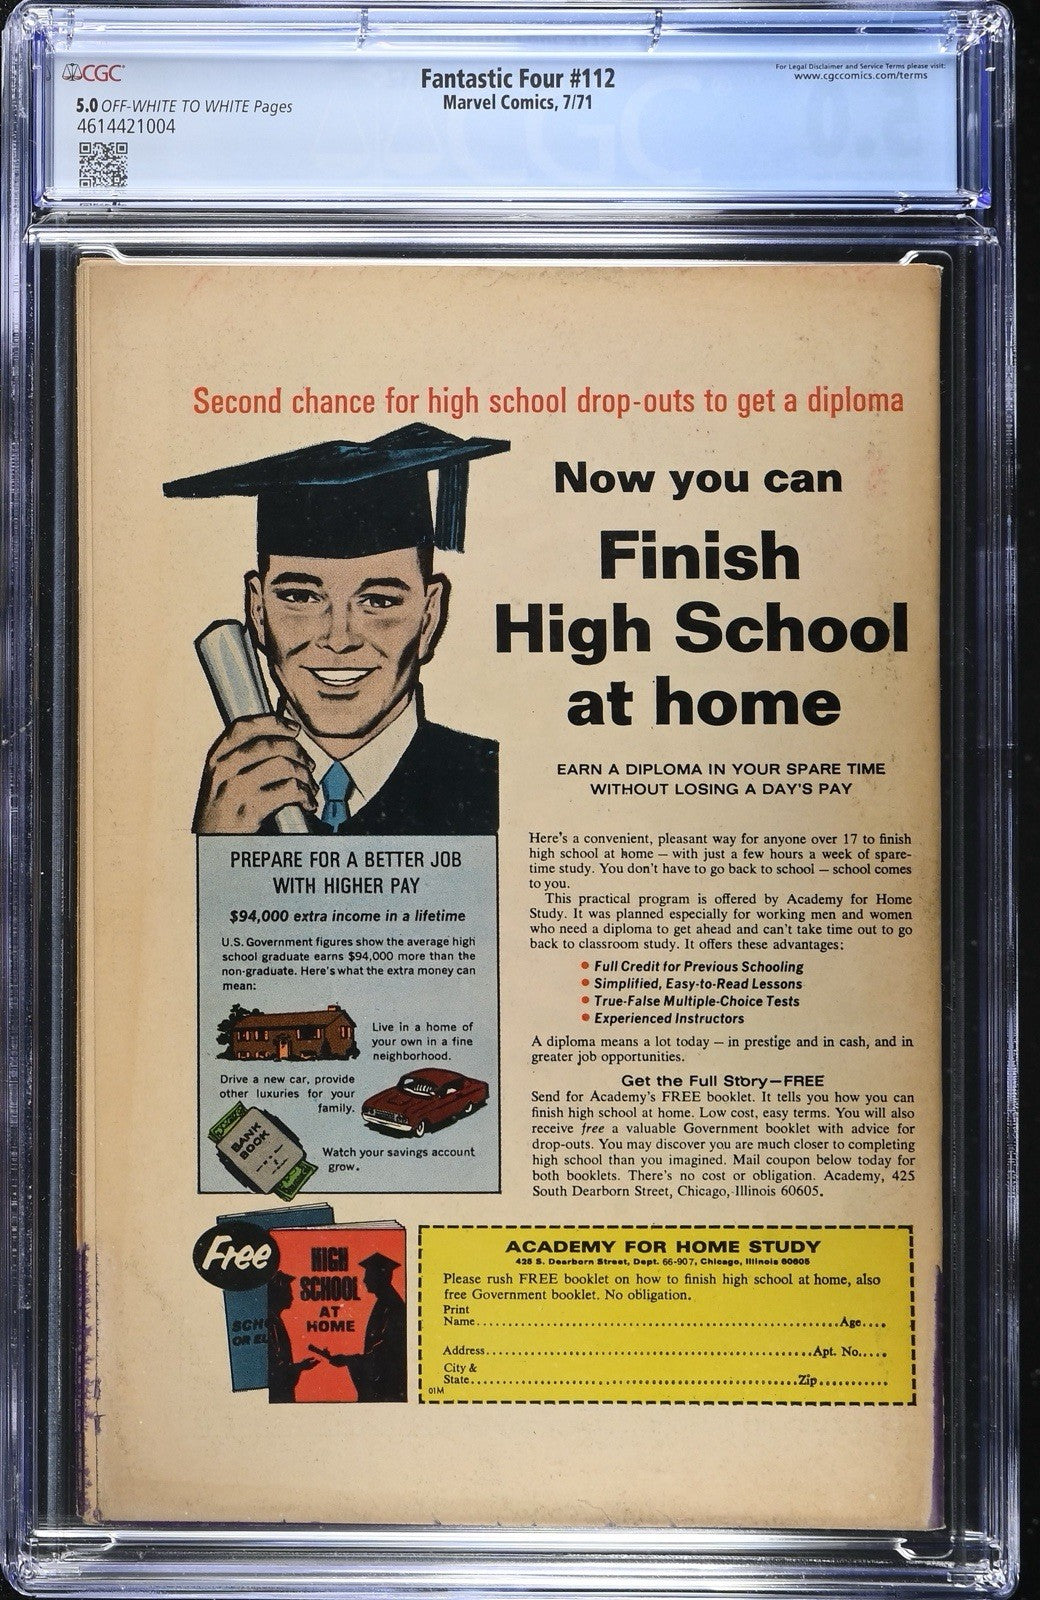 CGC
Fantastic Four #112
Marvel Comics, 7/71
For Legal Disclaimer and Service Terms please visit:
www.cgccomics.com/terms
5.0 OFF-WHITE TO WHITE Pages
4614421004
Second chance for high school drop-outs to get a diploma
Now you can
Finish
High School
at home
EARN A DIPLOMA IN YOUR SPARE TIME
WITHOUT LOSING A DAY'S PAY
PREPARE FOR A BETTER JOB
WITH HIGHER PAY
$94,000 extra income in a lifetime
U.S. Government figures show the average high
school graduate earns $94,000 more than the
non-graduate. Here's what the extra money can
mean:
Live in a home of
your own in a fine
neighborhood.
Drive a new car, provide
other luxuries for your
family.
BANK
BOOK
Watch your savings account
grow.
Here's a convenient, pleasant way for anyone over 17 to finish
high school at home — with just a few hours a week of spare-
time study. You don't have to go back to school — school comes
to you.
This practical program is offered by Academy for Home
Study. It was planned especially for working men and women
who need a diploma to get ahead and can't take time out to go
back to classroom study. It offers these advantages:
• Full Credit for Previous Schooling
• Simplified, Easy-to-Read Lessons
• True-False Multiple-Choice Tests
• Experienced Instructors
A diploma means a lot today — in prestige and in cash, and in
greater job opportunities.
Get the Full Story—FREE
Send for Academy's FREE booklet. It tells you how you can
finish high school at home. Low cost, easy terms. You will also
receive free a valuable Government booklet with advice for
drop-outs. You may discover you are much closer to completing
high school than you imagined. Mail coupon below today for
both booklets. There's no cost or obligation. Academy, 425
South Dearborn Street, Chicago, Illinois 60605.
Free
HIGH
SCHOOL
AT
HOME
SCHO
OR EL
ACADEMY FOR HOME STUDY
425 S. Dearborn Street, Dept. 66-907, Chicago, Illinois 60605
Please rush FREE booklet on how to finish high school at home, also
free Government booklet. No obligation.
Print
Name....................Age....
Address....................Apt. No.....
City &
State....................Zip...........
01M